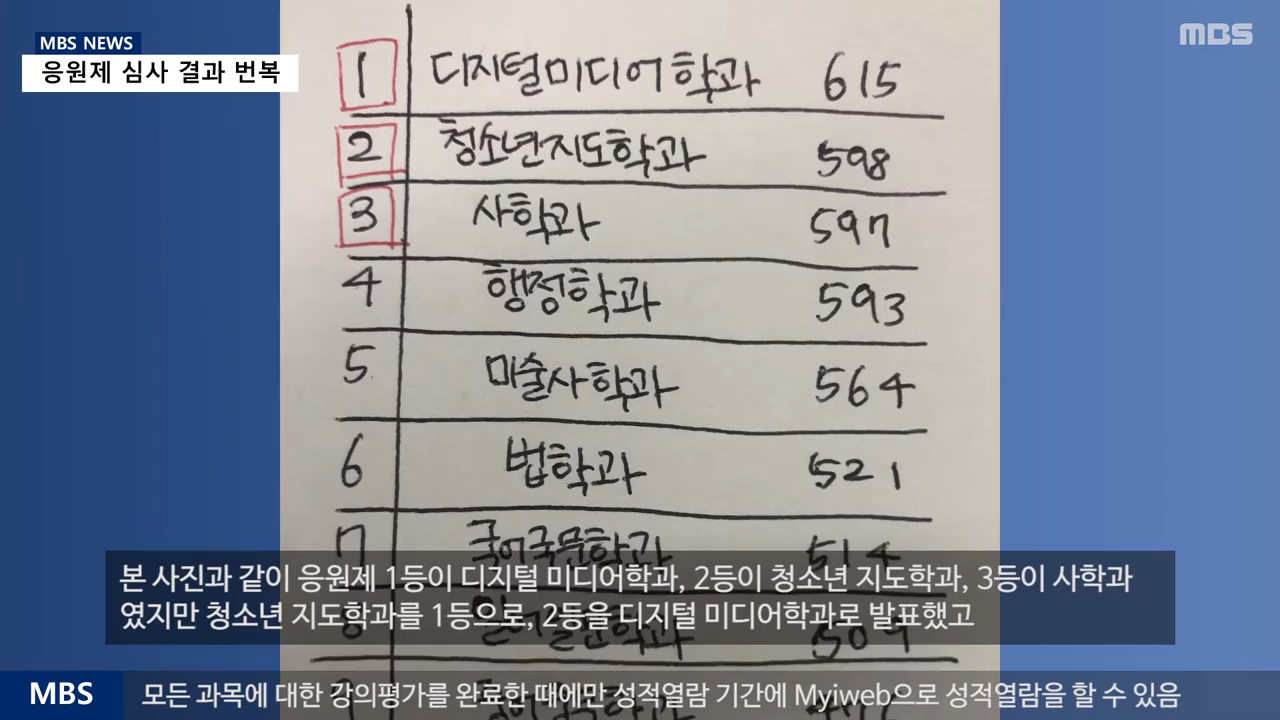 MBS NEWS
응원제 심사 결과 번복
MBS
1 디지털미디어학과 615
2 청소년지도학과 598
3 사학과 597
4 행정학과 593
5 미술사학과 564
6 법학과 521
7 국어국문학과 514
본 사진과 같이 응원제 1등이 디지털 미디어학과, 2등이 청소년 지도학과, 3등이 사학과
였지만 청소년 지도학과를 1등으로, 2등을 디지털 미디어학과로 발표했고
8
MBS 모든 과목에 대한 강의평가를 완료한 때에만 성적열람 기간에 Myiweb으로 성적열람을 할 수 있음